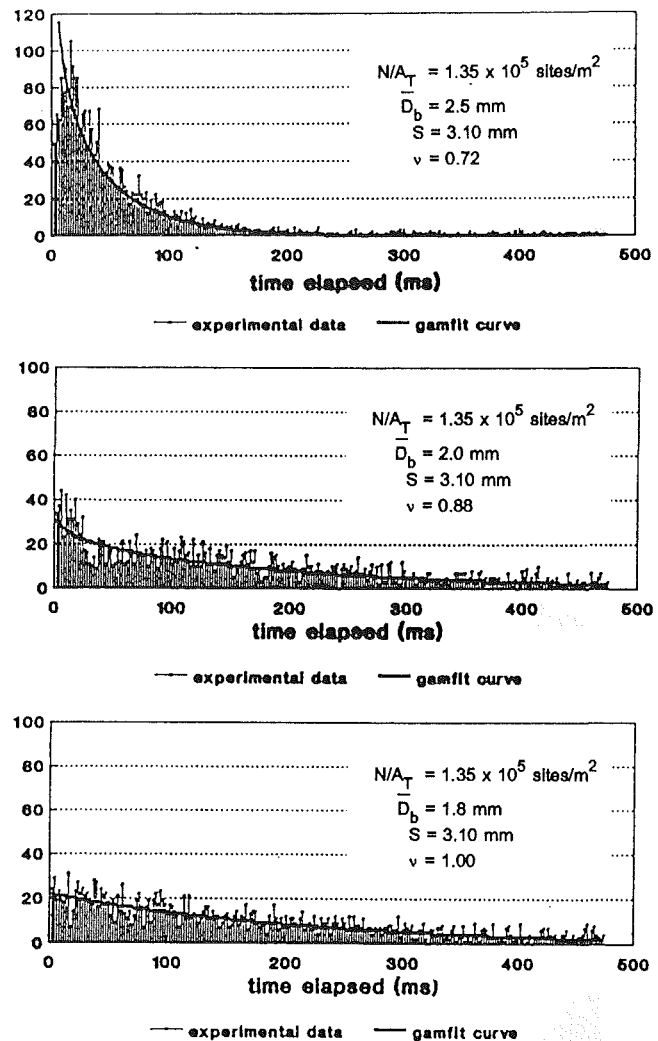 120
100
80
60
40
20
0
N/A_T = 1.35 x 10^5 sites/m^2
D̅_b = 2.5 mm
S = 3.10 mm
ν = 0.72
0 100 200 300 400 500
time elapsed (ms)
experimental data gamfit curve
100
80
60
40
20
0
N/A_T = 1.35 x 10^5 sites/m^2
D̅_b = 2.0 mm
S = 3.10 mm
ν = 0.88
0 100 200 300 400 500
time elapsed (ms)
experimental data gamfit curve
100
80
60
40
20
0
N/A_T = 1.35 x 10^5 sites/m^2
D̅_b = 1.8 mm
S = 3.10 mm
ν = 1.00
0 100 200 300 400 500
time elapsed (ms)
experimental data gamfit curve